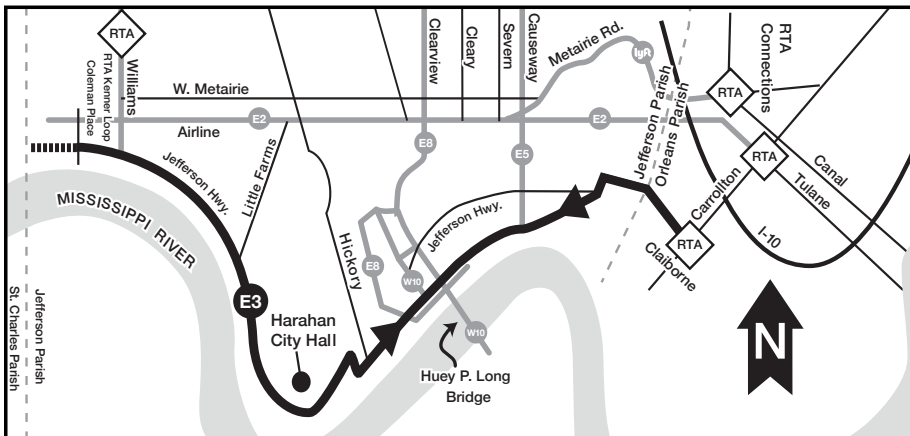 RTA
Williams
RTA Kenner Loop
Coleman Place
W. Metairie
Airline
E2
Jefferson Hwy.
Little Farms
MISSISSIPPI RIVER
Jefferson Parish
St. Charles Parish
E3
Harahan
City Hall
Hickory
Clearview
Cleary
Severn
Causeway
Metairie Rd.
E8
E5
E2
E8
W10
Jefferson Hwy.
W10
Huey P. Long
Bridge
Jefferson Parish
Orleans Parish
RTA
Connections
RTA
RTA
RTA
Carrollton
Claiborne
Canal
Tulane
I-10
N